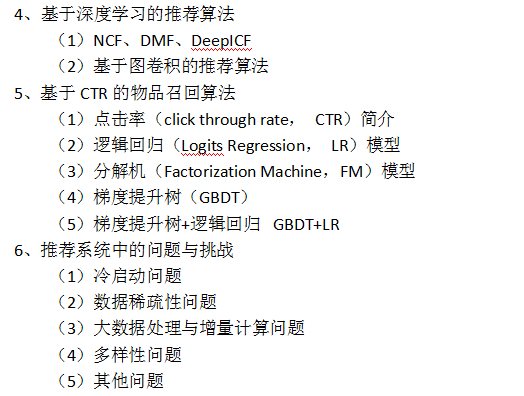 4、基于深度学习的推荐算法
（1）NCF、DMF、DeepICF
（2）基于图卷积的推荐算法
5、基于 CTR 的物品召回算法
（1）点击率（click through rate， CTR）简介
（2）逻辑回归（Logits Regression， LR）模型
（3）分解机（Factorization Machine，FM）模型
（4）梯度提升树（GBDT）
（5）梯度提升树+逻辑回归 GBDT+LR
6、推荐系统中的问题与挑战
（1）冷启动问题
（2）数据稀疏性问题
（3）大数据处理与增量计算问题
（4）多样性问题
（5）其他问题